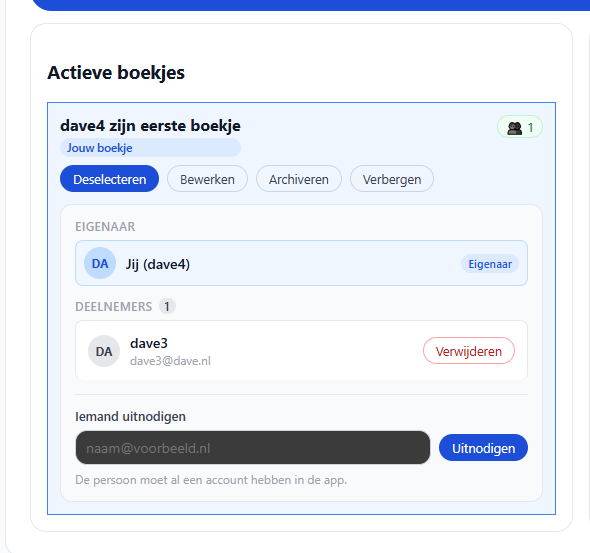 Actieve boekjes
dave4 zijn eerste boekje
1
Jouw boekje
Deselecteren Bewerken Archiveren Verbergen
EIGENAAR
DA Jij (dave4) Eigenaar
DEELNEMERS 1
DA dave3 Verwijderen
dave3@dave.nl
Iemand uitnodigen
naam@voorbeeld.nl Uitnodigen
De persoon moet al een account hebben in de app.